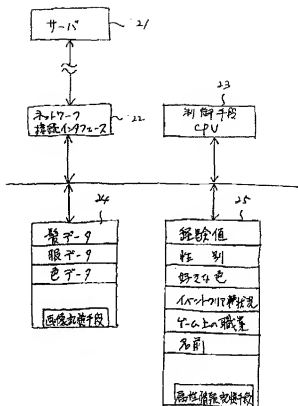 サーバ
21
ネットワーク
接続インタフェース
22
制御手段
CPU
23
24
髪データ
服データ
色データ
画像記憶手段
25
経験値
性別
好きな色
イベントクリア状況
ゲーム上の職業
名前
属性情報記憶手段